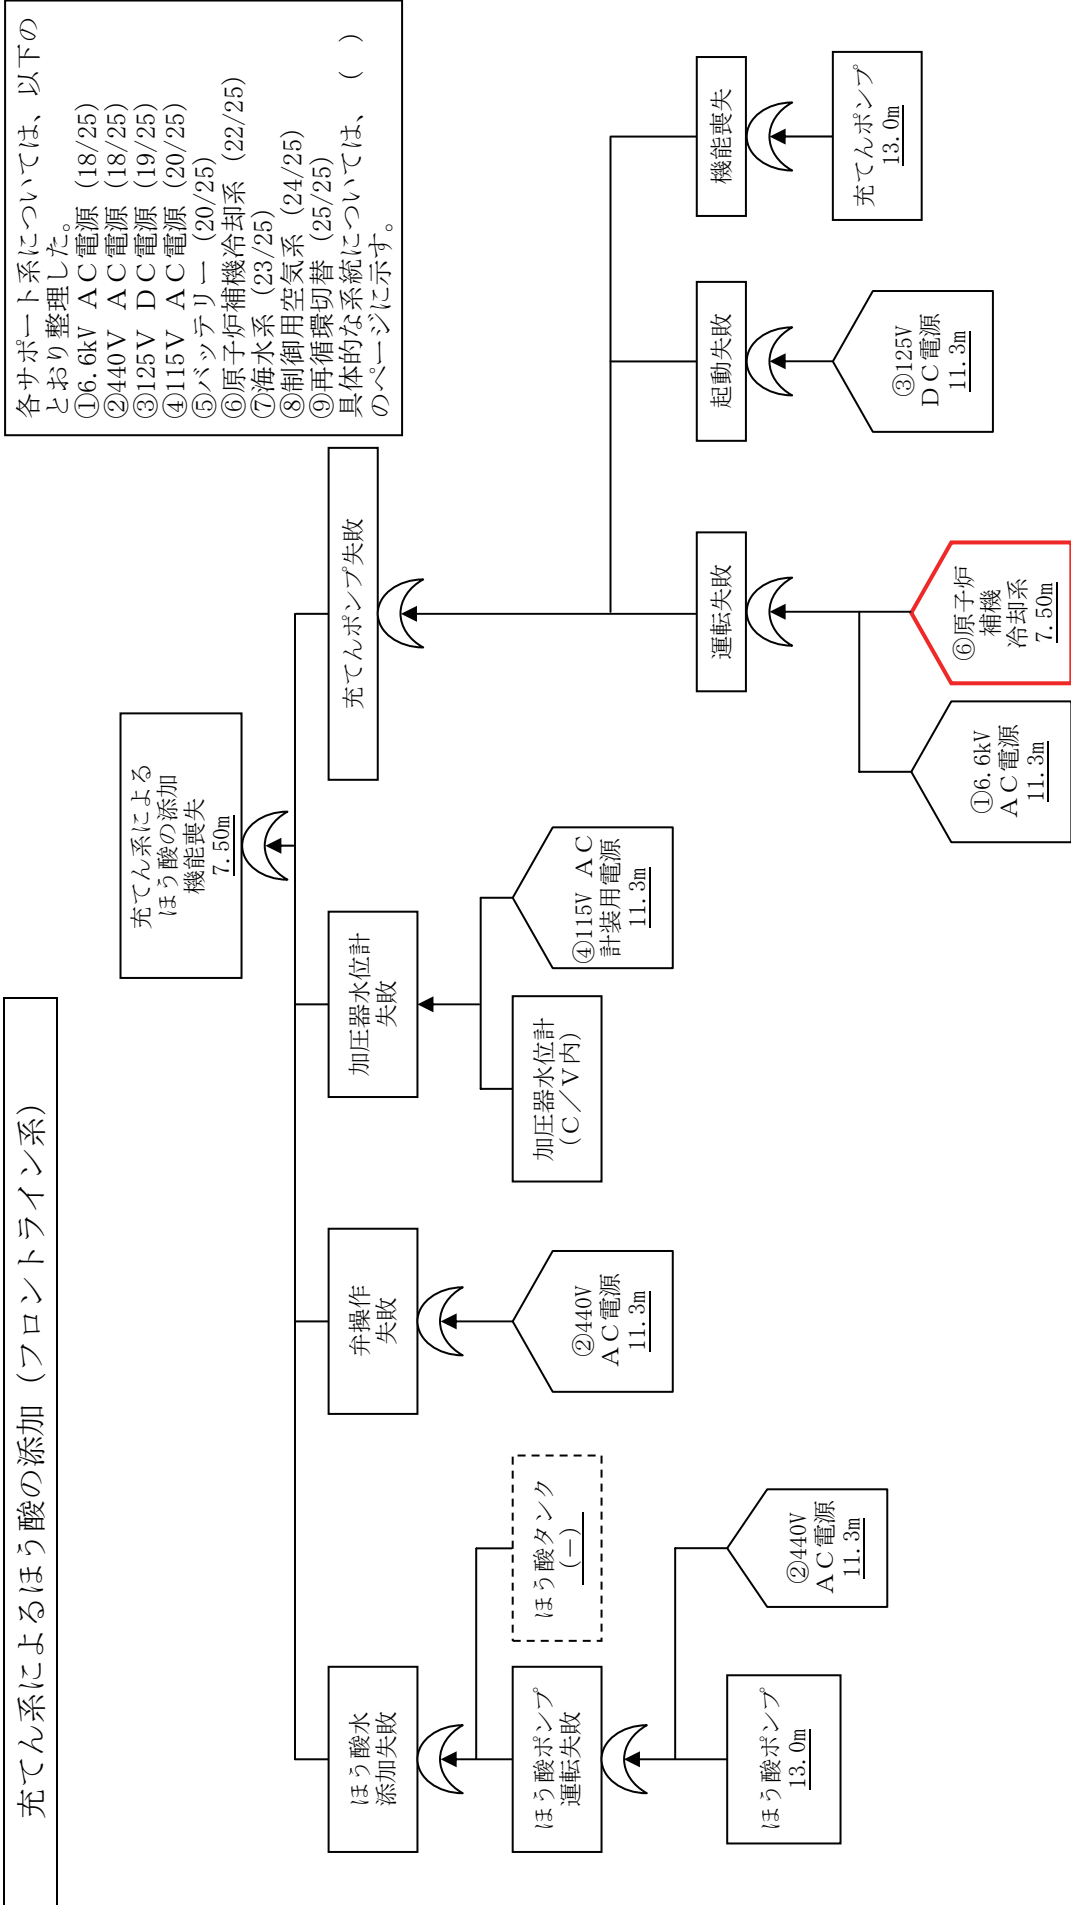 充てん系によるほう酸の添加（フロントライン系）
各サポート系については、以下の
とおり整理した。
①6.6kV ＡＣ電源（18/25）
②440V ＡＣ電源（18/25）
③125V ＤＣ電源（19/25）
④115V ＡＣ電源（20/25）
⑤バッテリー（20/25）
⑥原子炉補機冷却系（22/25）
⑦海水系（23/25）
⑧制御用空気系（24/25）
⑨再循環切替（25/25）
具体的な系統については、（　）
のページに示す。
充てん系による
ほう酸の添加
機能喪失
7.50m
ほう酸水
添加失敗
弁操作
失敗
加圧器水位計
失敗
充てんポンプ失敗
ほう酸ポンプ
運転失敗
ほう酸タンク
（－）
②440V
ＡＣ電源
11.3m
加圧器水位計
（Ｃ／Ｖ内）
④115V ＡＣ
計装用電源
11.3m
運転失敗
起動失敗
機能喪失
ほう酸ポンプ
13.0m
②440V
ＡＣ電源
11.3m
①6.6kV
ＡＣ電源
11.3m
⑥原子炉
補機
冷却系
7.50m
③125V
ＤＣ電源
11.3m
充てんポンプ
13.0m